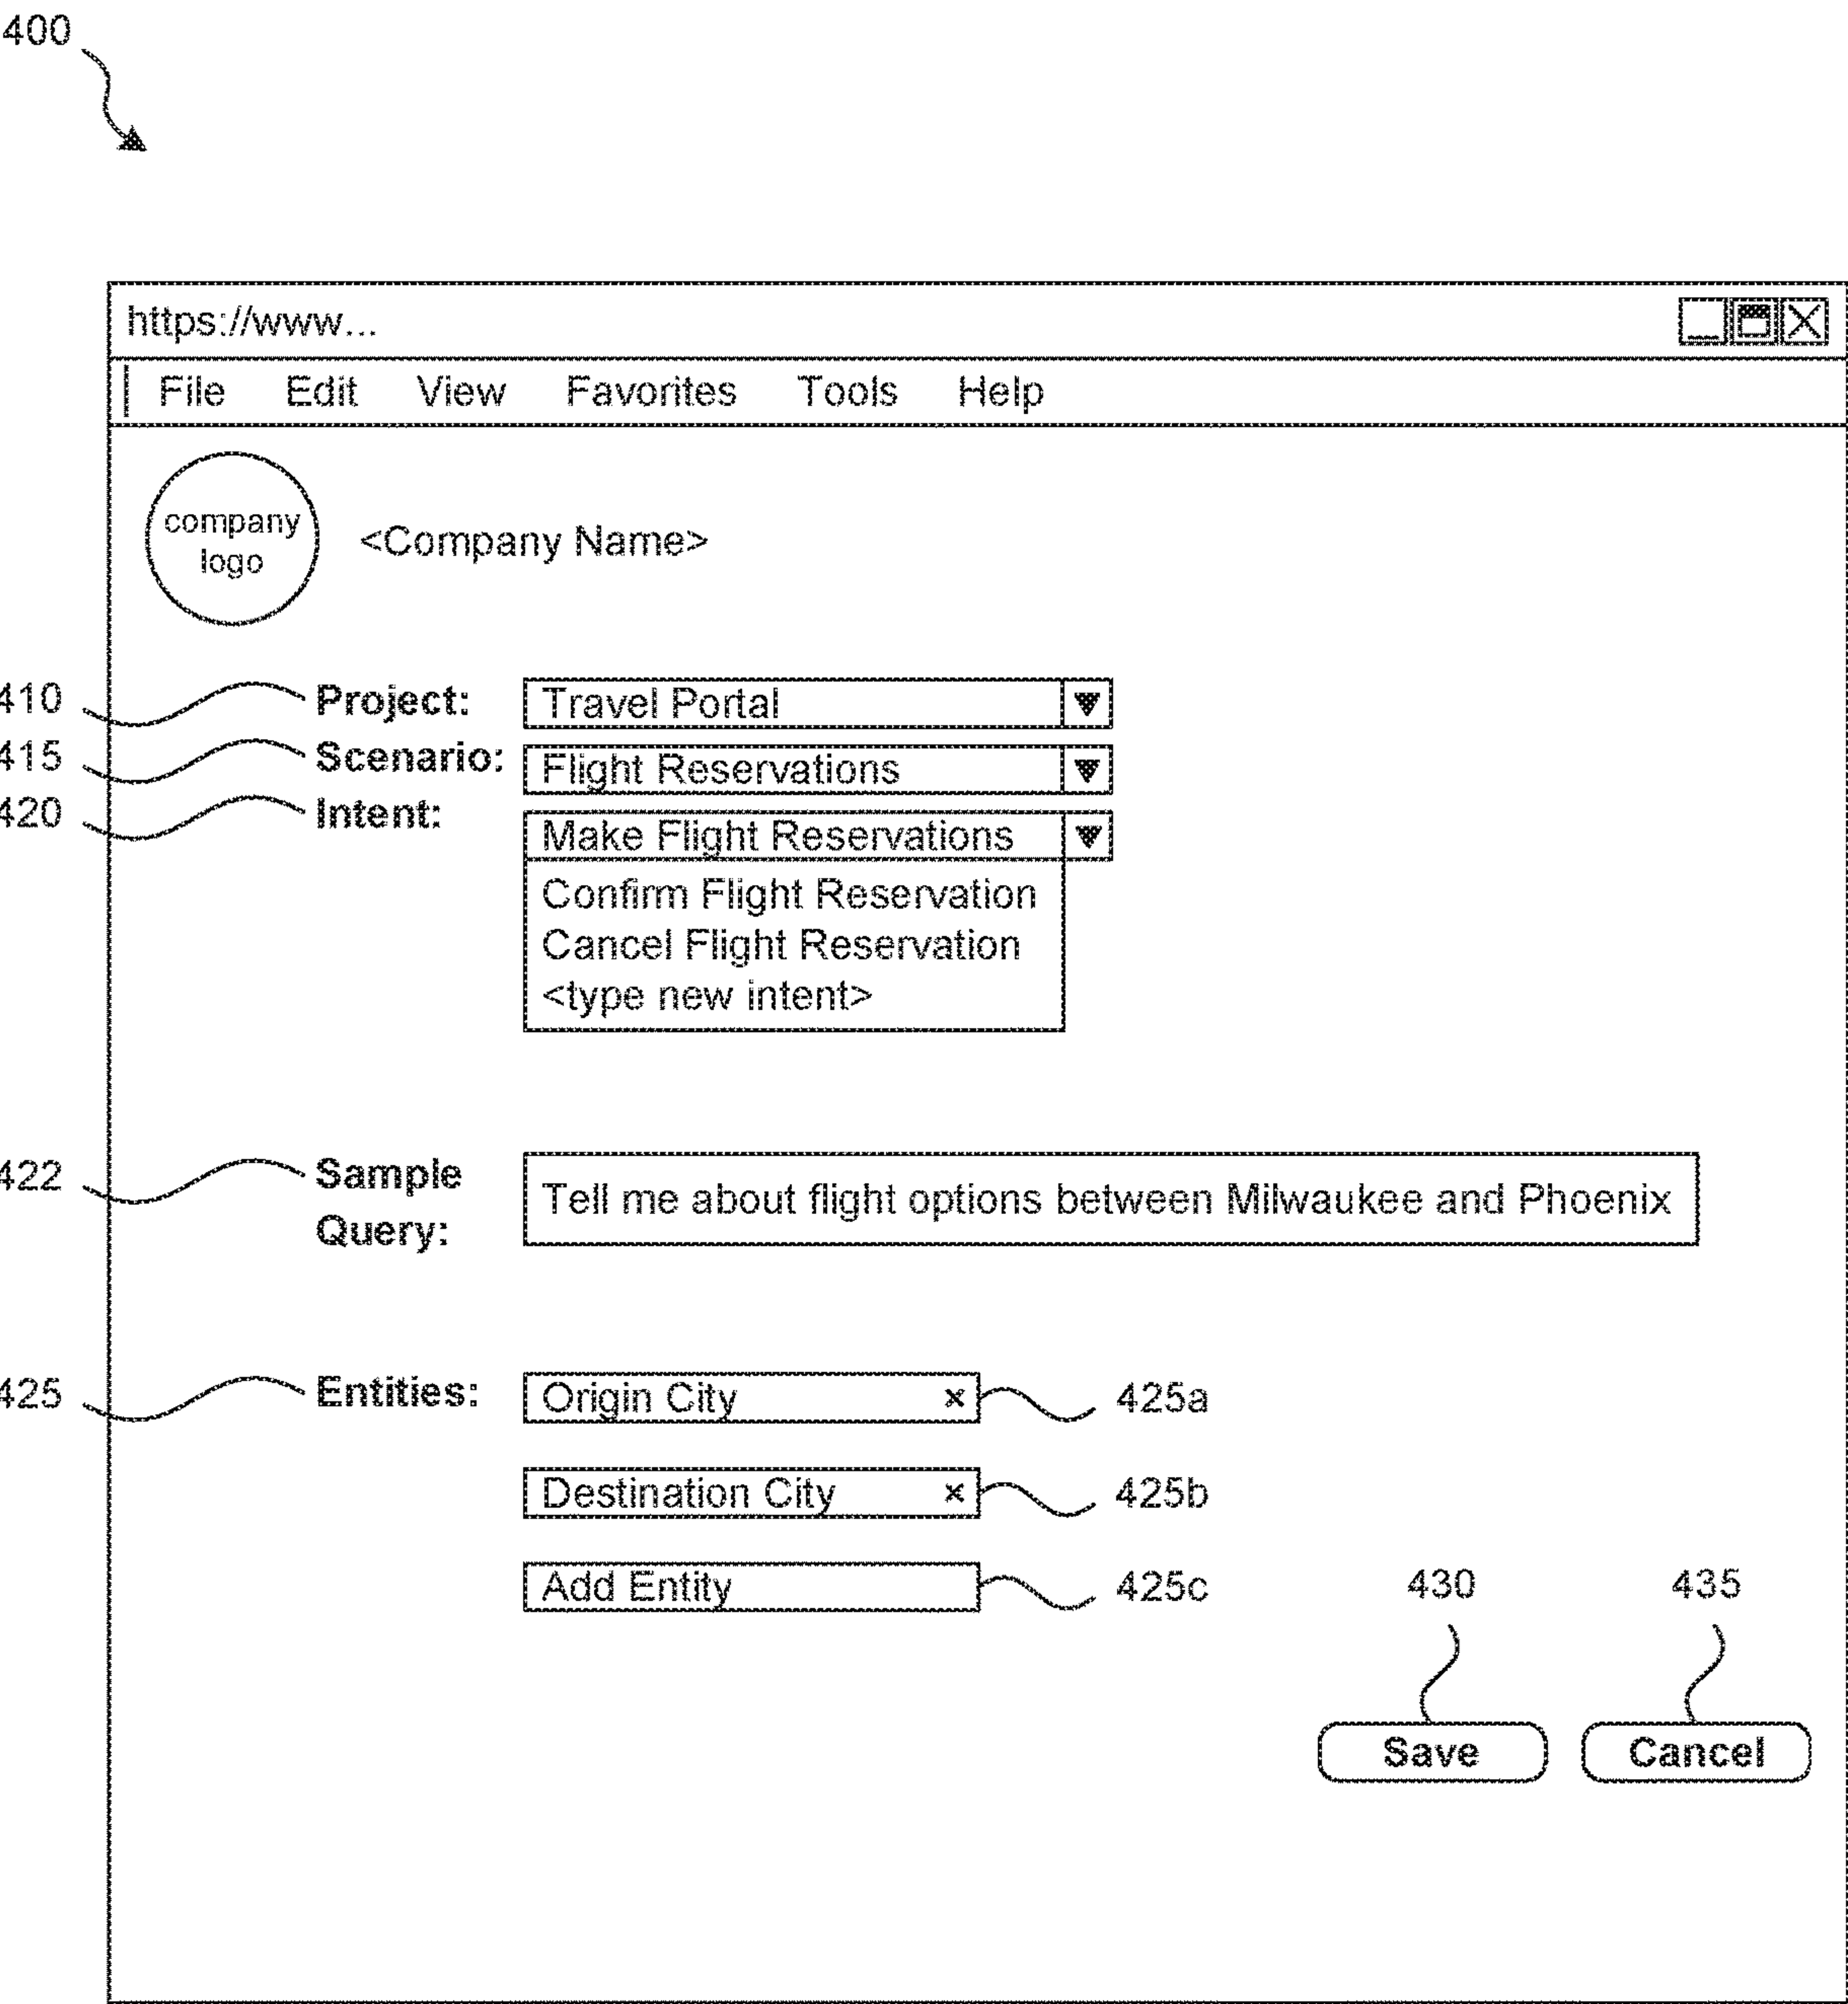 400
https://www...
File Edit View Favorites Tools Help
company
logo
<Company Name>
410 Project: Travel Portal
415 Scenario: Flight Reservations
420 Intent: Make Flight Reservations
Confirm Flight Reservation
Cancel Flight Reservation
<type new intent>
422 Sample
Query: Tell me about flight options between Milwaukee and Phoenix
425 Entities: Origin City × 425a
Destination City × 425b
Add Entity 425c
430 435
Save Cancel